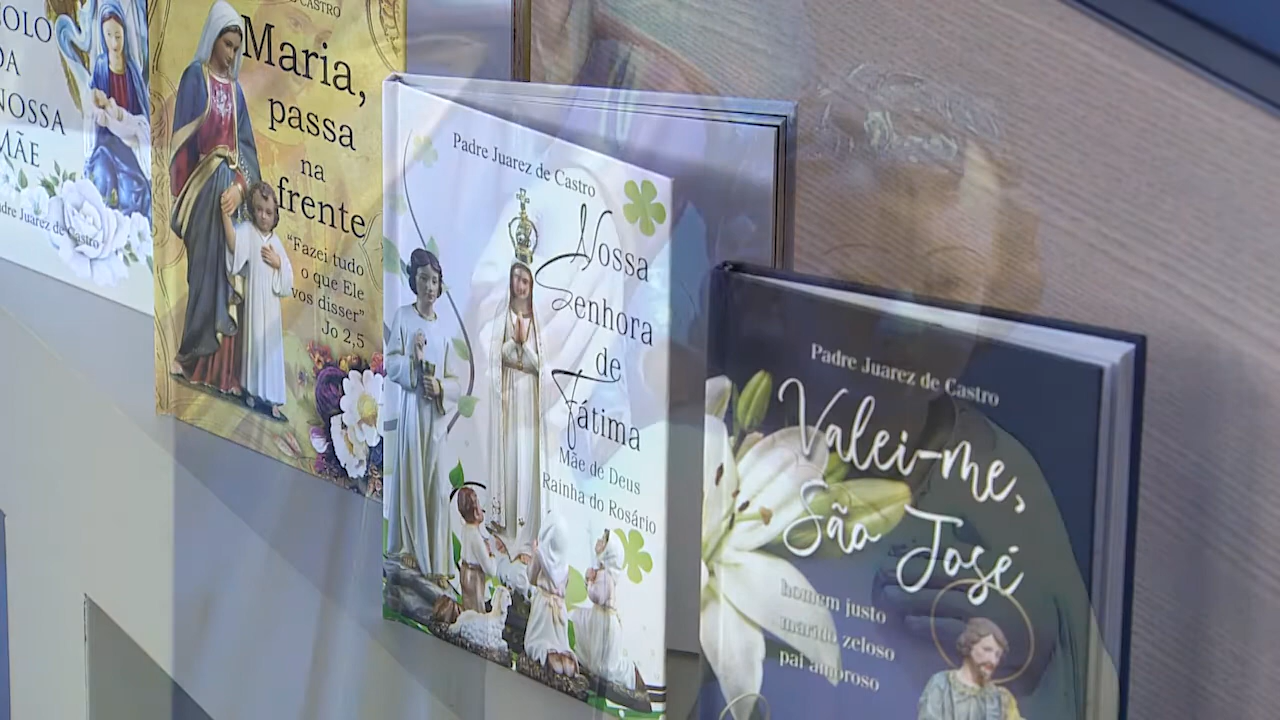 OLO
DA
NOSSA
MÃE
dre Juarez de Castro
CASTRO
Maria,
passa
na
frente
“Fazei tudo
o que Ele
vos disser”
Jo 2,5
Padre Juarez de Castro
Nossa
Senhora
de
Fátima
Mãe de Deus
Rainha do Rosário
Padre Juarez de Castro
Valei-me,
São José
homem justo
marido zeloso
pai amoroso